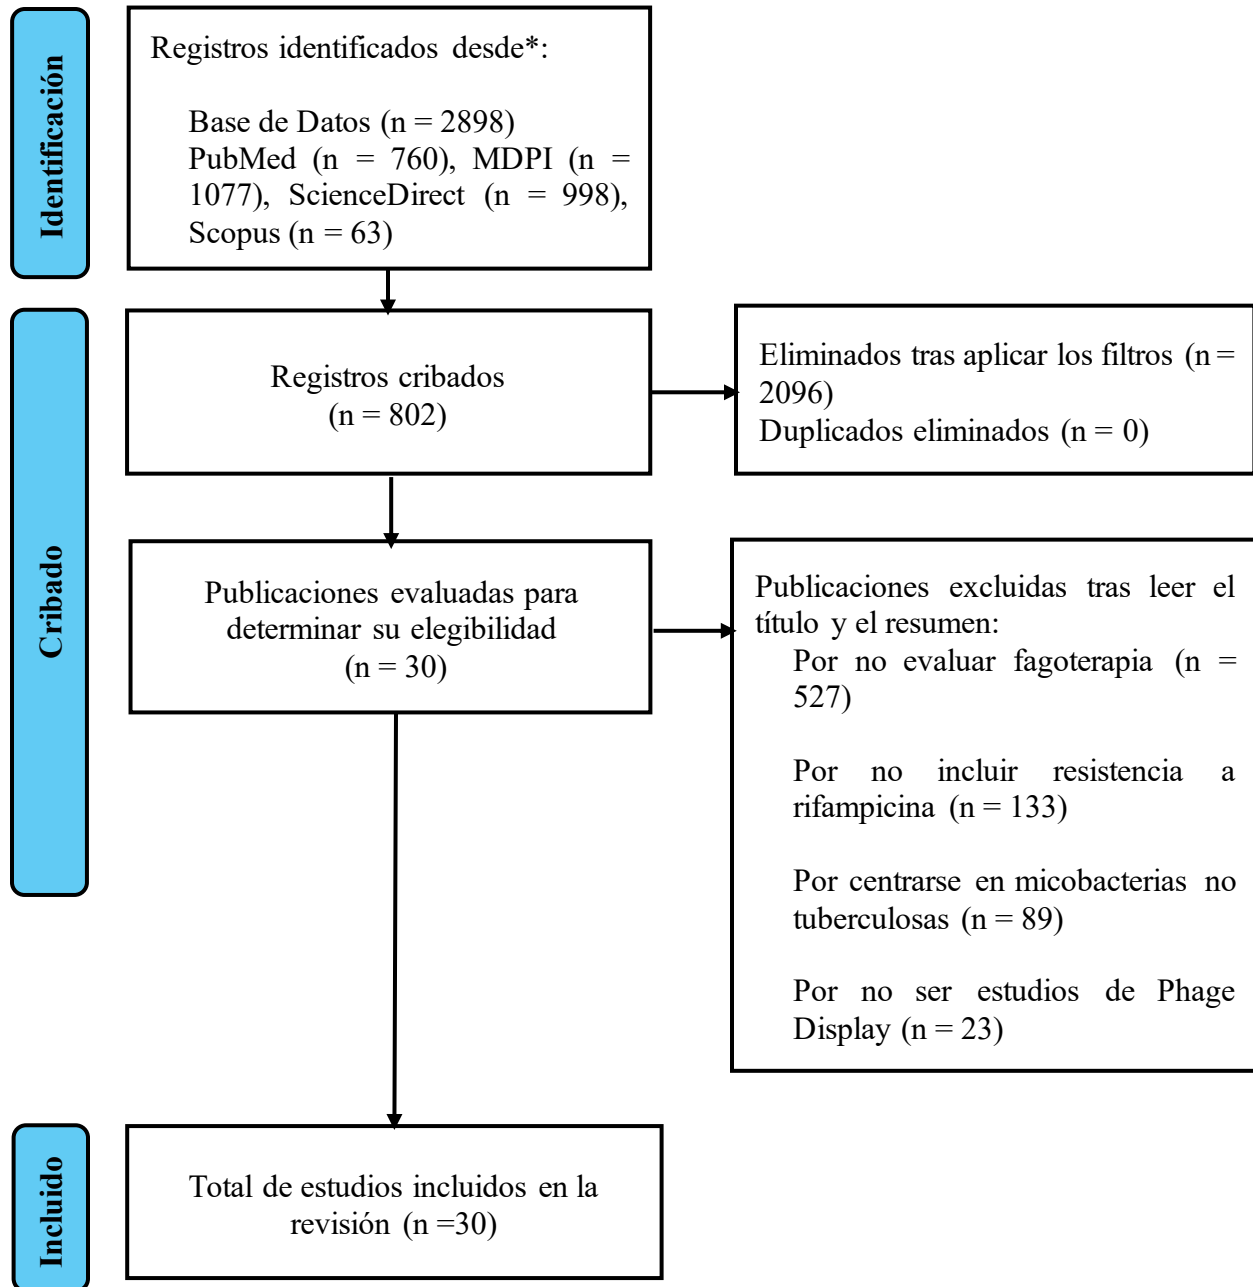 Identificación
Registros identificados desde*:
Base de Datos (n = 2898)
PubMed (n = 760), MDPI (n =
1077), ScienceDirect (n = 998),
Scopus (n = 63)
Cribado
Registros cribados
(n = 802)
Eliminados tras aplicar los filtros (n =
2096)
Duplicados eliminados (n = 0)
Publicaciones evaluadas para
determinar su elegibilidad
(n = 30)
Publicaciones excluidas tras leer el
título y el resumen:
Por no evaluar fagoterapia (n =
527)
Por no incluir resistencia a
rifampicina (n = 133)
Por centrarse en micobacterias no
tuberculosas (n = 89)
Por no ser estudios de Phage
Display (n = 23)
Incluido
Total de estudios incluidos en la
revisión (n =30)